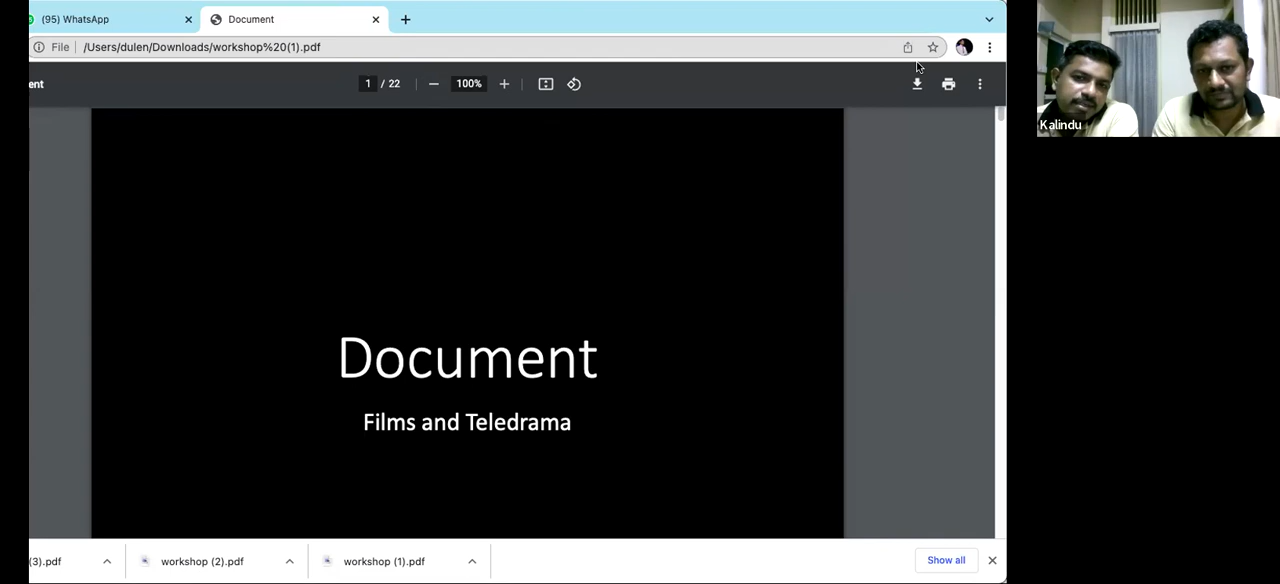 (95) WhatsApp
Document
File
/Users/dulen/Downloads/workshop%20(1).pdf
ent
1 / 22
100%
Kalindu
Document
Films and Teledrama
(3).pdf
workshop (2).pdf
workshop (1).pdf
Show all